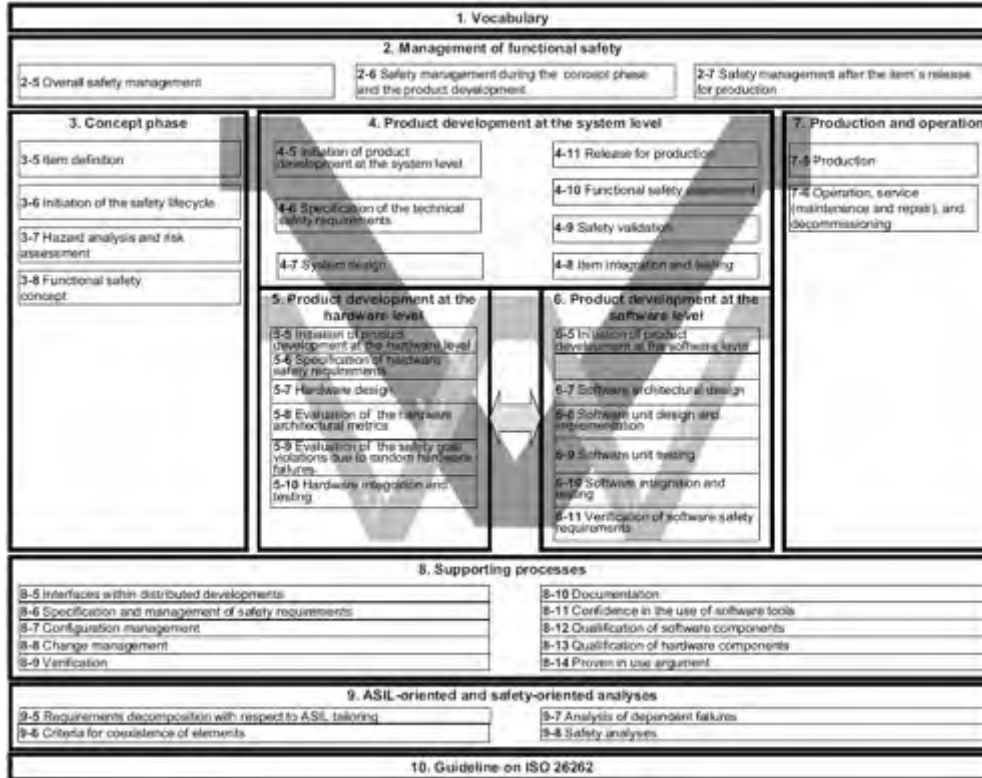 1. Vocabulary
2. Management of functional safety
2-5 Overall safety management
2-6 Safety management during the concept phase
and the product development
2-7 Safety management after the item's release
for production
3. Concept phase
3-5 Item definition
3-6 Initiation of the safety lifecycle
3-7 Hazard analysis and risk
assessment
3-8 Functional safety
concept
4. Product development at the system level
4-5 Initiation of product
development at the system level
4-6 Specification of the technical
safety requirements
4-7 System design
4-11 Release for production
4-10 Functional safety assessment
4-9 Safety validation
4-8 Item integration and testing
7. Production and operation
7-5 Production
7-6 Operation, service
(maintenance and repair), and
decommissioning
5. Product development at the
hardware level
5-5 Initiation of product
development at the hardware level
5-6 Specification of hardware
safety requirements
5-7 Hardware design
5-8 Evaluation of the hardware
architectural metrics
5-9 Evaluation of the safety goal
violations due to random hardware
failures
5-10 Hardware integration and
testing
6. Product development at the
software level
6-5 Initiation of product
development at the software level
6-7 Software architectural design
6-8 Software unit design and
implementation
6-9 Software unit testing
6-10 Software integration and
testing
6-11 Verification of software safety
requirements
8. Supporting processes
8-5 Interfaces within distributed developments
8-6 Specification and management of safety requirements
8-7 Configuration management
8-8 Change management
8-9 Verification
8-10 Documentation
8-11 Confidence in the use of software tools
8-12 Qualification of software components
8-13 Qualification of hardware components
8-14 Proven in use argument
9. ASIL-oriented and safety-oriented analyses
9-5 Requirements decomposition with respect to ASIL tailoring
9-6 Criteria for coexistence of elements
9-7 Analysis of dependent failures
9-8 Safety analyses
10. Guideline on ISO 26262